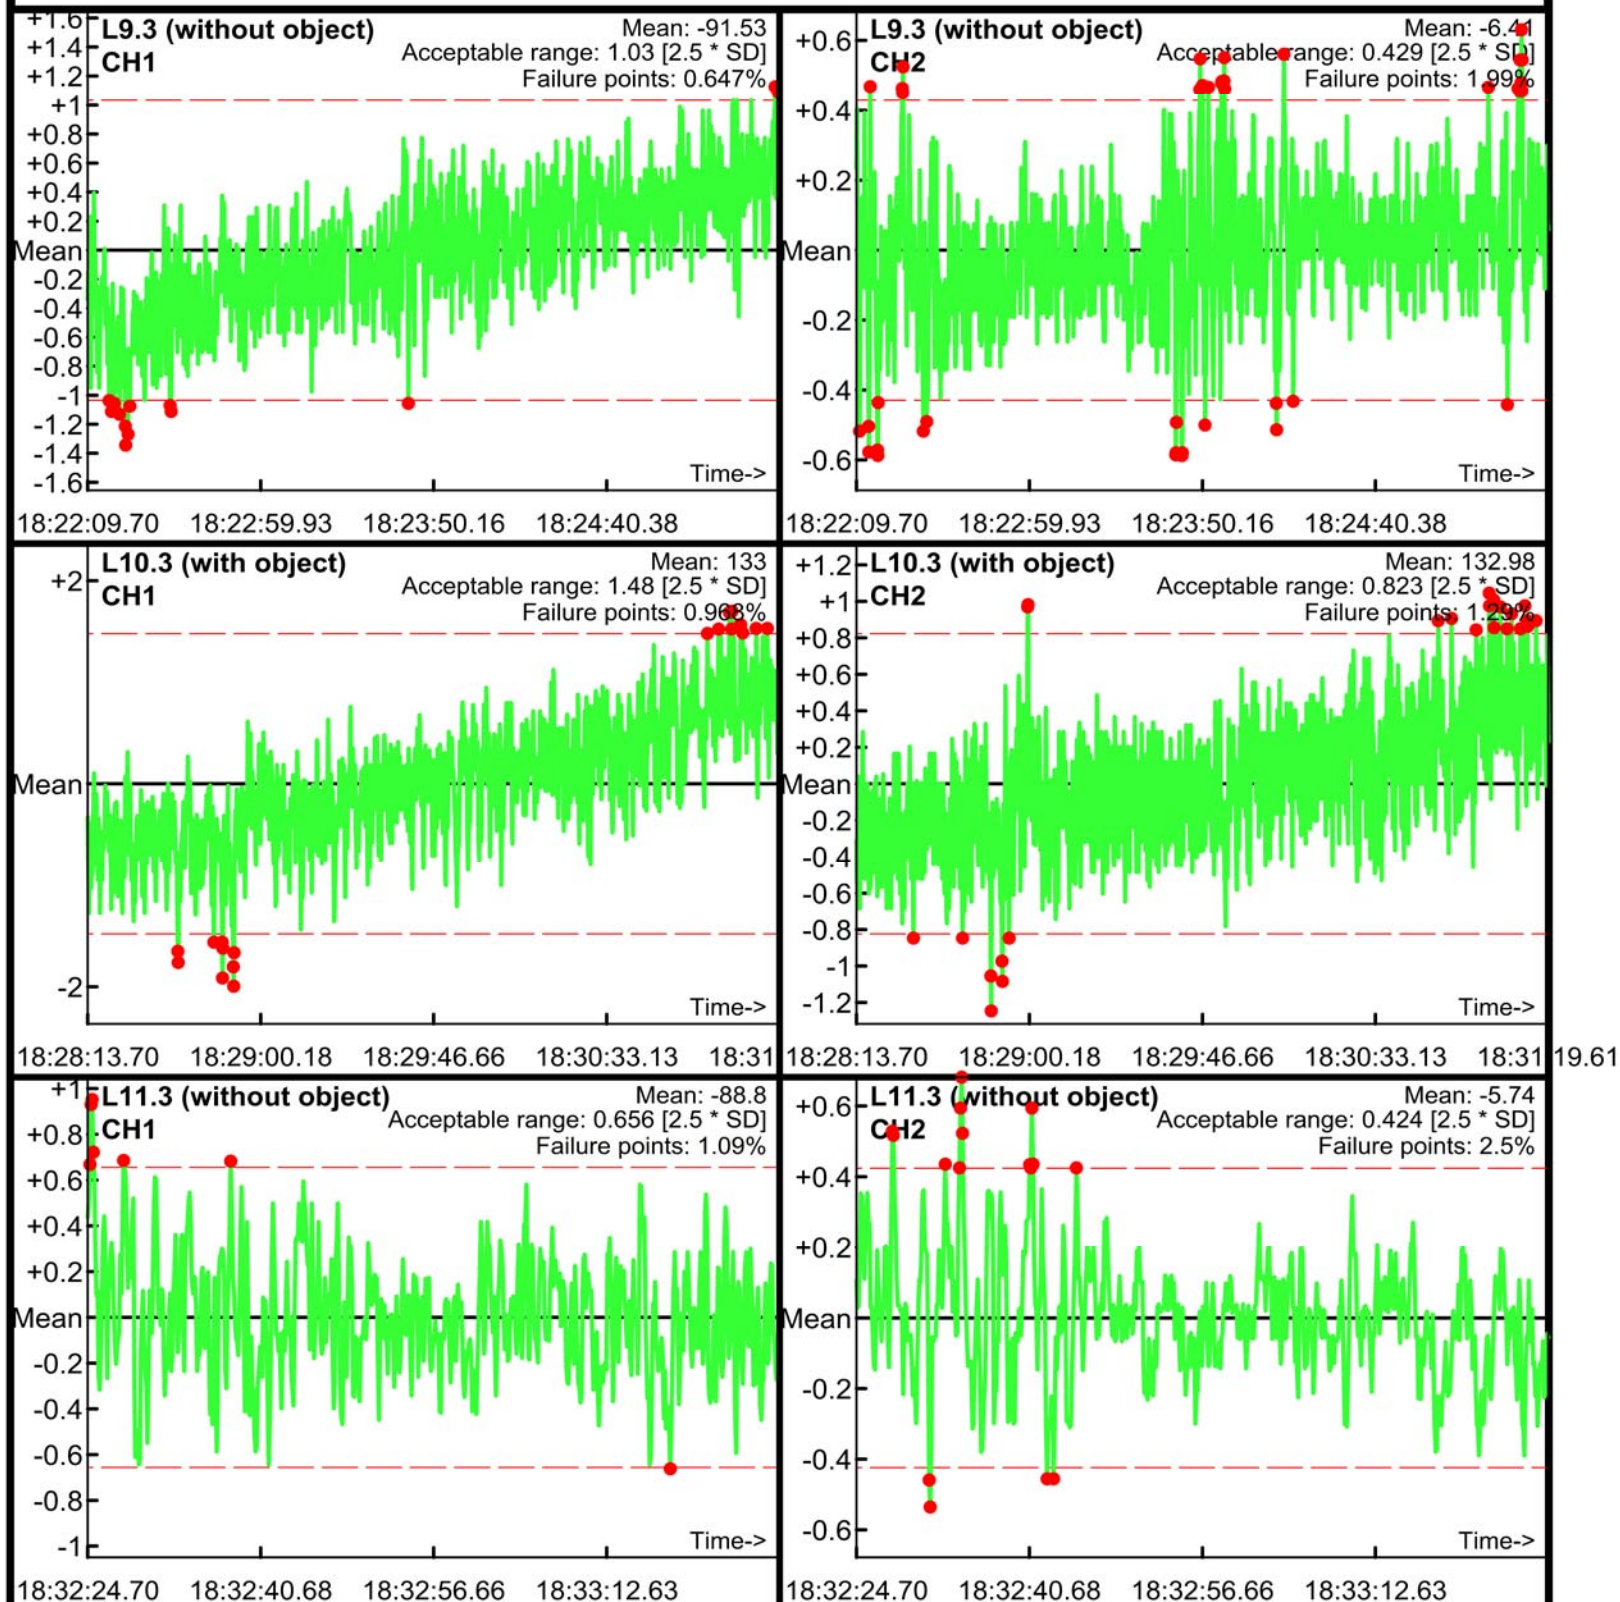 L9.3 (without object)
CH1
Mean: -91.53
Acceptable range: 1.03 [2.5 * SD]
Failure points: 0.647%
+1.6
+1.4
+1.2
+1
+0.8
+0.6
+0.4
+0.2
Mean
-0.2
-0.4
-0.6
-0.8
-1
-1.2
-1.4
-1.6
Time->
18:22:09.70 18:22:59.93 18:23:50.16 18:24:40.38
L9.3 (without object)
CH2
Mean: -6.41
Acceptable range: 0.429 [2.5 * SD]
Failure points: 1.99%
+0.6
+0.4
+0.2
Mean
-0.2
-0.4
-0.6
Time->
18:22:09.70 18:22:59.93 18:23:50.16 18:24:40.38
L10.3 (with object)
CH1
Mean: 133
Acceptable range: 1.48 [2.5 * SD]
Failure points: 0.968%
+2
Mean
-2
Time->
18:28:13.70 18:29:00.18 18:29:46.66 18:30:33.13 18:31
L10.3 (with object)
CH2
Mean: 132.98
Acceptable range: 0.823 [2.5 * SD]
Failure points: 1.29%
+1.2
+1
+0.8
+0.6
+0.4
+0.2
Mean
-0.2
-0.4
-0.6
-0.8
-1
-1.2
Time->
18:28:13.70 18:29:00.18 18:29:46.66 18:30:33.13 18:31:19.61
L11.3 (without object)
CH1
Mean: -88.8
Acceptable range: 0.656 [2.5 * SD]
Failure points: 1.09%
+1
+0.8
+0.6
+0.4
+0.2
Mean
-0.2
-0.4
-0.6
-0.8
-1
Time->
18:32:24.70 18:32:40.68 18:32:56.66 18:33:12.63
L11.3 (without object)
CH2
Mean: -5.74
Acceptable range: 0.424 [2.5 * SD]
Failure points: 2.5%
+0.6
+0.4
+0.2
Mean
-0.2
-0.4
-0.6
Time->
18:32:24.70 18:32:40.68 18:32:56.66 18:33:12.63